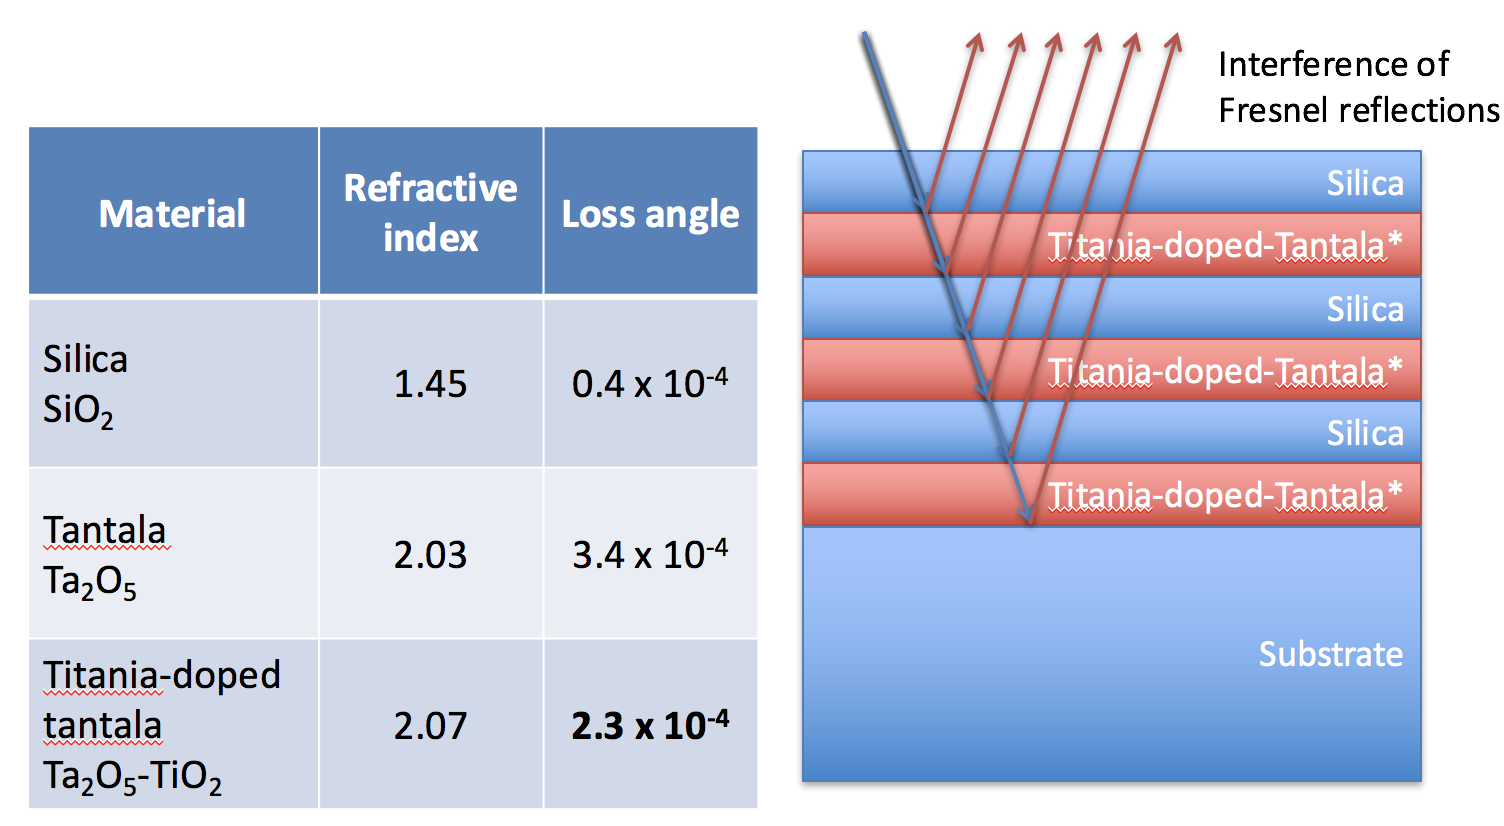 Material
Refractive
index
Loss angle
Silica
SiO₂
1.45
0.4 x 10⁻⁴
Tantala
Ta₂O₅
2.03
3.4 x 10⁻⁴
Titania-doped
tantala
Ta₂O₅-TiO₂
2.07
2.3 x 10⁻⁴
Interference of
Fresnel reflections
Silica
Titania-doped-Tantala*
Silica
Titania-doped-Tantala*
Silica
Titania-doped-Tantala*
Substrate